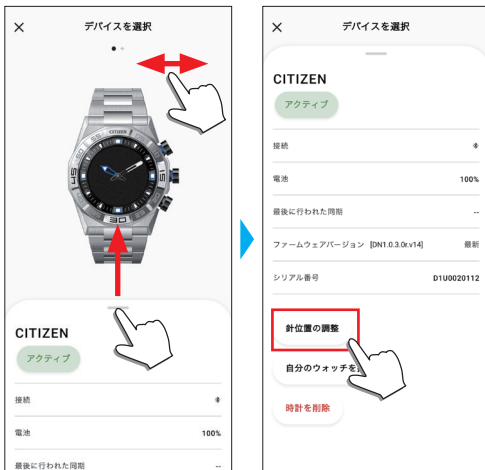 デバイスを選択
CITIZEN
60
15
30
45
CITIZEN
アクティブ
接続
電池 100%
最後に行われた同期 --
デバイスを選択
CITIZEN
アクティブ
接続
電池 100%
最後に行われた同期 --
ファームウェアバージョン [DN1.0.3.0r.v14] 最新
シリアル番号 D1U0020112
針位置の調整
自分のウォッチを
時計を削除